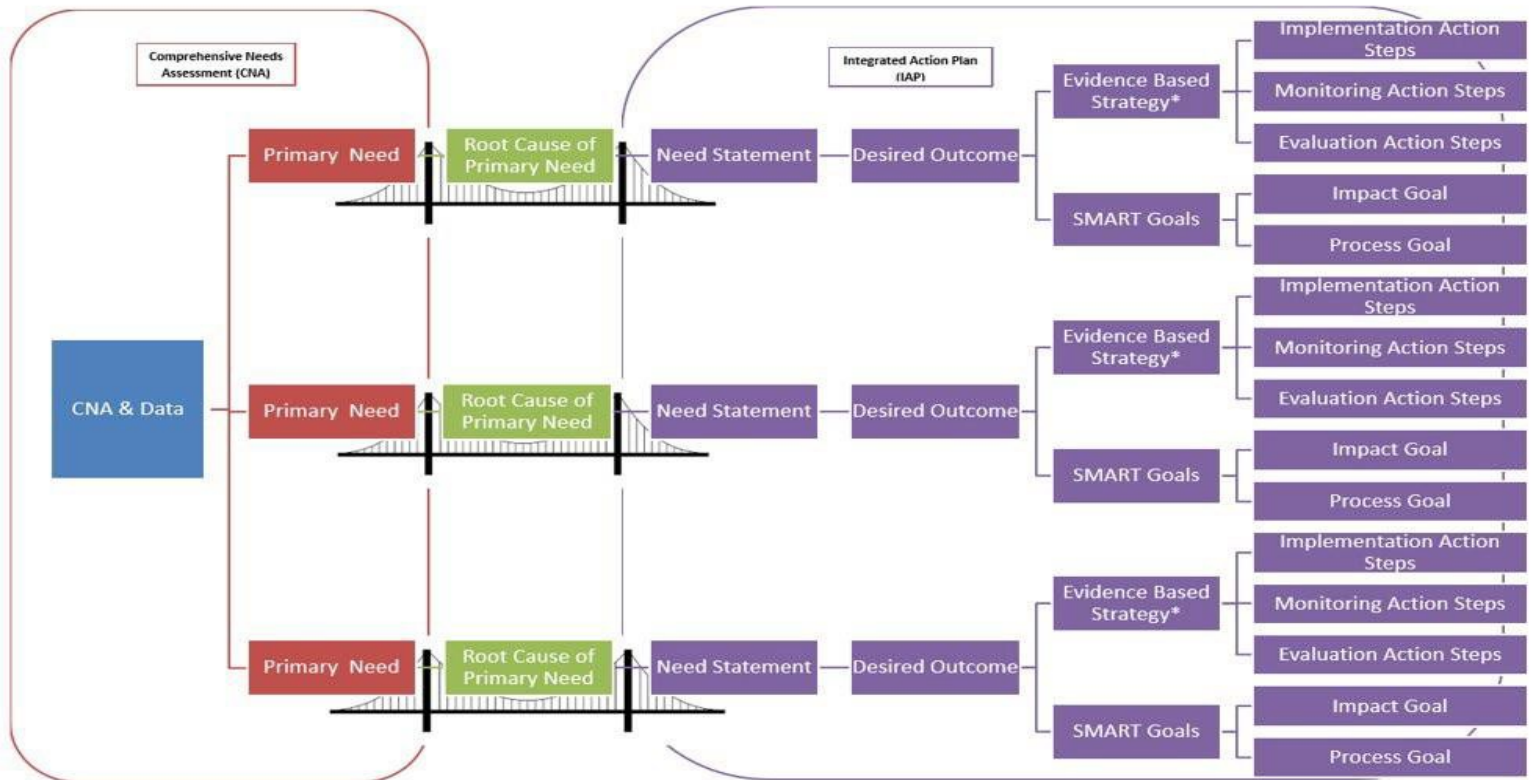 Comprehensive Needs
Assessment (CNA)
Integrated Action Plan
(IAP)
CNA & Data
Primary Need
Root Cause of
Primary Need
Need Statement
Desired Outcome
Evidence Based
Strategy*
Implementation Action
Steps
Monitoring Action Steps
Evaluation Action Steps
SMART Goals
Impact Goal
Process Goal
Primary Need
Root Cause of
Primary Need
Need Statement
Desired Outcome
Evidence Based
Strategy*
Implementation Action
Steps
Monitoring Action Steps
Evaluation Action Steps
SMART Goals
Impact Goal
Process Goal
Primary Need
Root Cause of
Primary Need
Need Statement
Desired Outcome
Evidence Based
Strategy*
Implementation Action
Steps
Monitoring Action Steps
Evaluation Action Steps
SMART Goals
Impact Goal
Process Goal